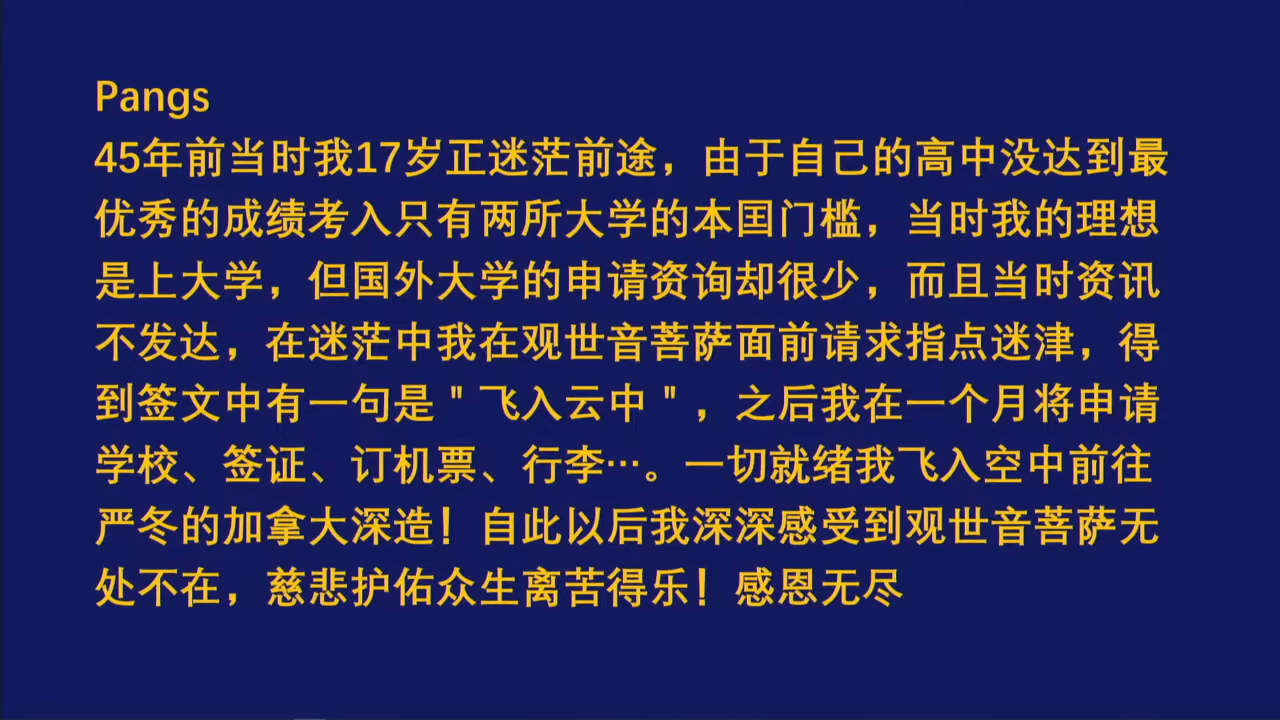 Pangs
45年前当时我17岁正迷茫前途，由于自己的高中没达到最
优秀的成绩考入只有两所大学的本国门槛，当时我的理想
是上大学，但国外大学的申请资询却很少，而且当时资讯
不发达，在迷茫中我在观世音菩萨面前请求指点迷津，得
到签文中有一句是＂飞入云中＂，之后我在一个月将申请
学校、签证、订机票、行李…。一切就绪我飞入空中前往
严冬的加拿大深造！自此以后我深深感受到观世音菩萨无
处不在，慈悲护佑众生离苦得乐！感恩无尽